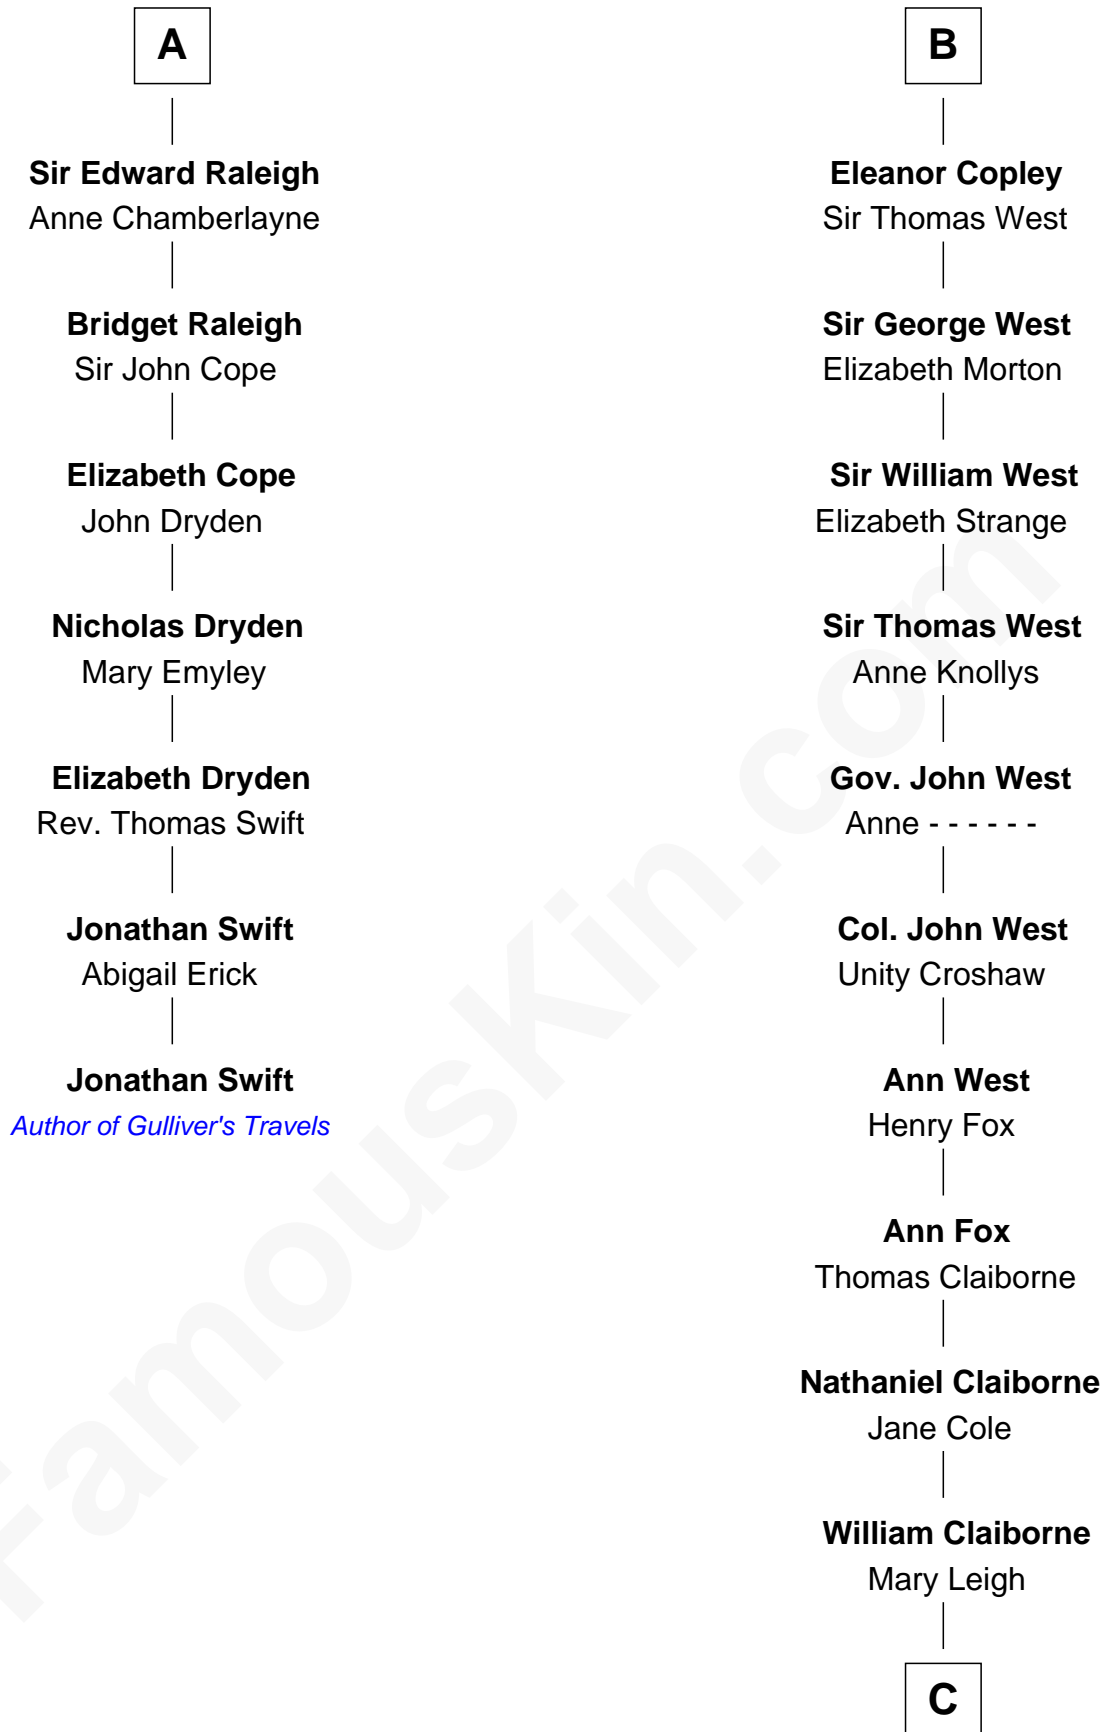 A
Sir Edward Raleigh
Anne Chamberlayne
Bridget Raleigh
Sir John Cope
Elizabeth Cope
John Dryden
Nicholas Dryden
Mary Emyley
Elizabeth Dryden
Rev. Thomas Swift
Jonathan Swift
Abigail Erick
Jonathan Swift
Author of Gulliver's Travels
B
Eleanor Copley
Sir Thomas West
Sir George West
Elizabeth Morton
Sir William West
Elizabeth Strange
Sir Thomas West
Anne Knollys
Gov. John West
Anne - - - - - -
Col. John West
Unity Croshaw
Ann West
Henry Fox
Ann Fox
Thomas Claiborne
Nathaniel Claiborne
Jane Cole
William Claiborne
Mary Leigh
C
FamousKin.com